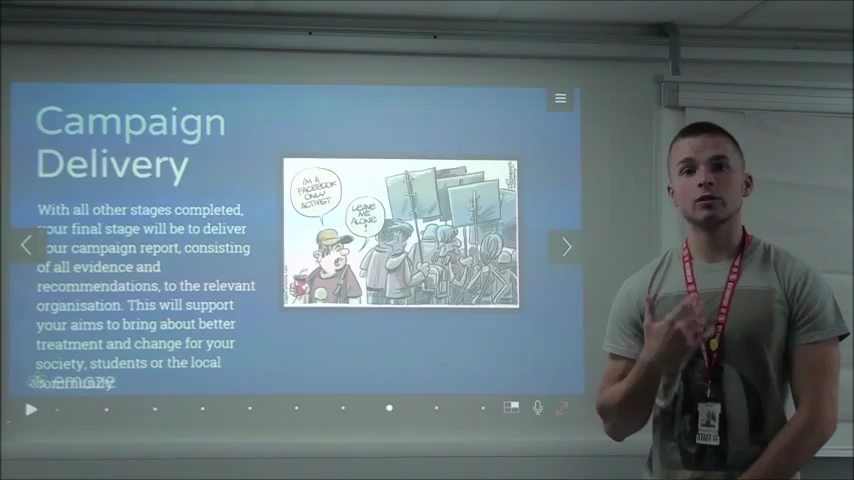 Campaign
Delivery
With all other stages completed,
your final stage will be to deliver
your campaign report, consisting
of all evidence and
recommendations, to the relevant
organisation. This will support
your aims to bring about better
treatment and change for your
society, students or the local
community.
emaze
I'M A
FACEBOOK
ONLY
ACTIVIST
LEAVE
ME
ALONE
!
STAFF